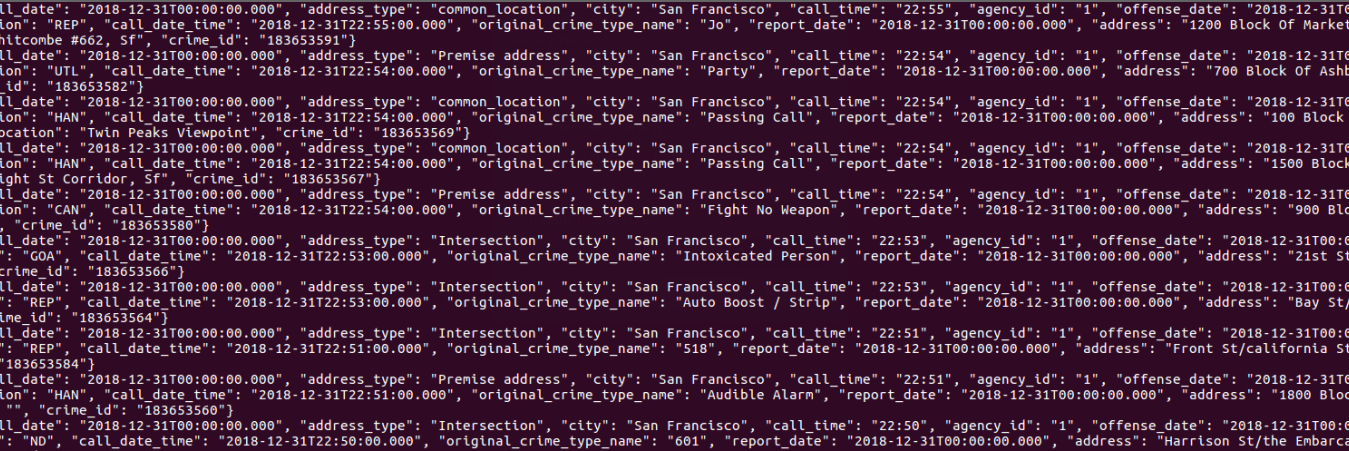 ll_date": "2018-12-31T00:00:00.000", "address_type": "common_location", "city": "San Francisco", "call_time": "22:55", "agency_id": "1", "offense_date": "2018-12-31T0
ion": "REP", "call_date_time": "2018-12-31T22:55:00.000", "original_crime_type_name": "Jo", "report_date": "2018-12-31T00:00:00.000", "address": "1200 Block Of Market
hitcombe #662, Sf", "crime_id": "183653591"}
ll_date": "2018-12-31T00:00:00.000", "address_type": "Premise address", "city": "San Francisco", "call_time": "22:54", "agency_id": "1", "offense_date": "2018-12-31T0
ion": "UTL", "call_date_time": "2018-12-31T22:54:00.000", "original_crime_type_name": "Party", "report_date": "2018-12-31T00:00:00.000", "address": "700 Block Of Ashb
_id": "183653582"}
ll_date": "2018-12-31T00:00:00.000", "address_type": "common_location", "city": "San Francisco", "call_time": "22:54", "agency_id": "1", "offense_date": "2018-12-31T0
ion": "HAN", "call_date_time": "2018-12-31T22:54:00.000", "original_crime_type_name": "Passing Call", "report_date": "2018-12-31T00:00:00.000", "address": "100 Block
ocation": "Twin Peaks Viewpoint", "crime_id": "183653569"}
ll_date": "2018-12-31T00:00:00.000", "address_type": "common_location", "city": "San Francisco", "call_time": "22:54", "agency_id": "1", "offense_date": "2018-12-31T0
ion": "HAN", "call_date_time": "2018-12-31T22:54:00.000", "original_crime_type_name": "Passing Call", "report_date": "2018-12-31T00:00:00.000", "address": "1500 Block
ight St Corridor, Sf", "crime_id": "183653567"}
ll_date": "2018-12-31T00:00:00.000", "address_type": "Premise address", "city": "San Francisco", "call_time": "22:54", "agency_id": "1", "offense_date": "2018-12-31T0
ion": "CAN", "call_date_time": "2018-12-31T22:54:00.000", "original_crime_type_name": "Fight No Weapon", "report_date": "2018-12-31T00:00:00.000", "address": "900 Blo
, "crime_id": "183653580"}
ll_date": "2018-12-31T00:00:00.000", "address_type": "Intersection", "city": "San Francisco", "call_time": "22:53", "agency_id": "1", "offense_date": "2018-12-31T00:0
": "GOA", "call_date_time": "2018-12-31T22:53:00.000", "original_crime_type_name": "Intoxicated Person", "report_date": "2018-12-31T00:00:00.000", "address": "21st St
crime_id": "183653566"}
ll_date": "2018-12-31T00:00:00.000", "address_type": "Intersection", "city": "San Francisco", "call_time": "22:53", "agency_id": "1", "offense_date": "2018-12-31T00:0
": "REP", "call_date_time": "2018-12-31T22:53:00.000", "original_crime_type_name": "Auto Boost / Strip", "report_date": "2018-12-31T00:00:00.000", "address": "Bay St/
ime_id": "183653564"}
ll_date": "2018-12-31T00:00:00.000", "address_type": "Intersection", "city": "San Francisco", "call_time": "22:51", "agency_id": "1", "offense_date": "2018-12-31T00:0
": "REP", "call_date_time": "2018-12-31T22:51:00.000", "original_crime_type_name": "518", "report_date": "2018-12-31T00:00:00.000", "address": "Front St/california St
"183653584"}
ll_date": "2018-12-31T00:00:00.000", "address_type": "Premise address", "city": "San Francisco", "call_time": "22:51", "agency_id": "1", "offense_date": "2018-12-31T0
ion": "HAN", "call_date_time": "2018-12-31T22:51:00.000", "original_crime_type_name": "Audible Alarm", "report_date": "2018-12-31T00:00:00.000", "address": "1800 Bloc
 "", "crime_id": "183653560"}
ll_date": "2018-12-31T00:00:00.000", "address_type": "Intersection", "city": "San Francisco", "call_time": "22:50", "agency_id": "1", "offense_date": "2018-12-31T00:0
": "ND", "call_date_time": "2018-12-31T22:50:00.000", "original_crime_type_name": "601", "report_date": "2018-12-31T00:00:00.000", "address": "Harrison St/the Embarca